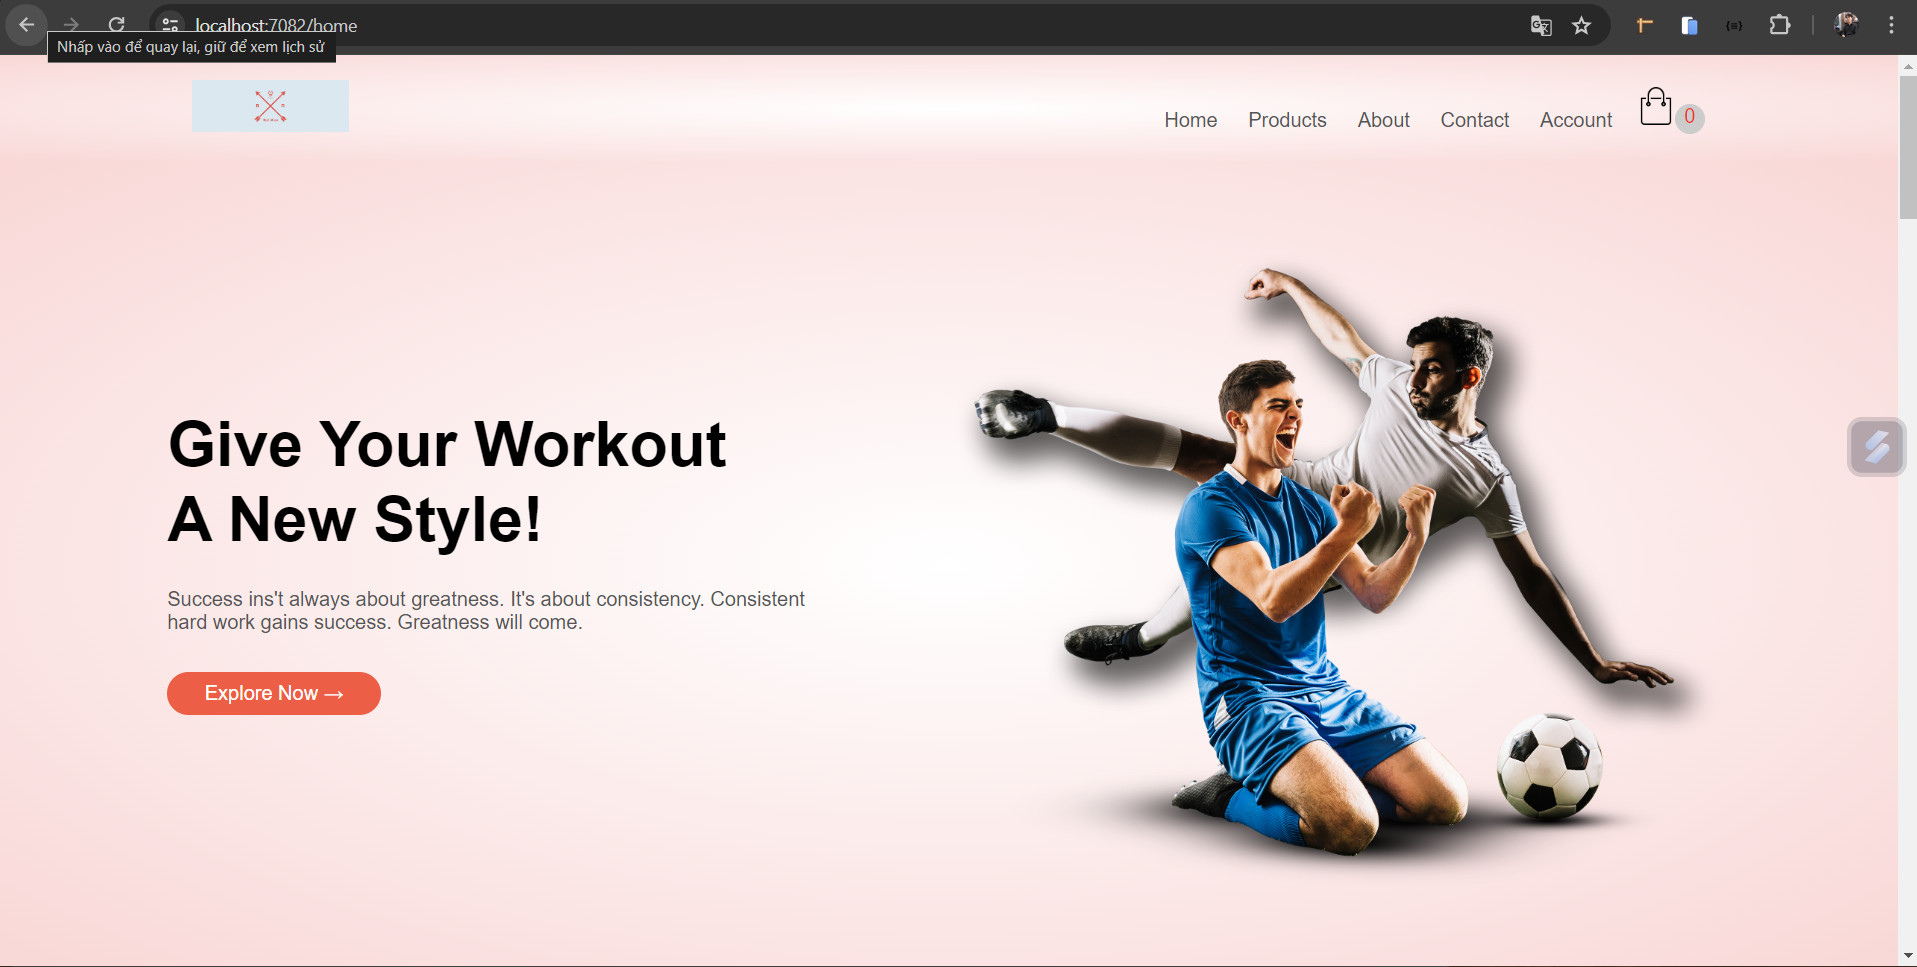 localhost:7082/home
Nhấp vào để quay lại, giữ để xem lịch sử
Home Products About Contact Account 0
Give Your Workout
A New Style!
Success ins't always about greatness. It's about consistency. Consistent
hard work gains success. Greatness will come.
Explore Now →